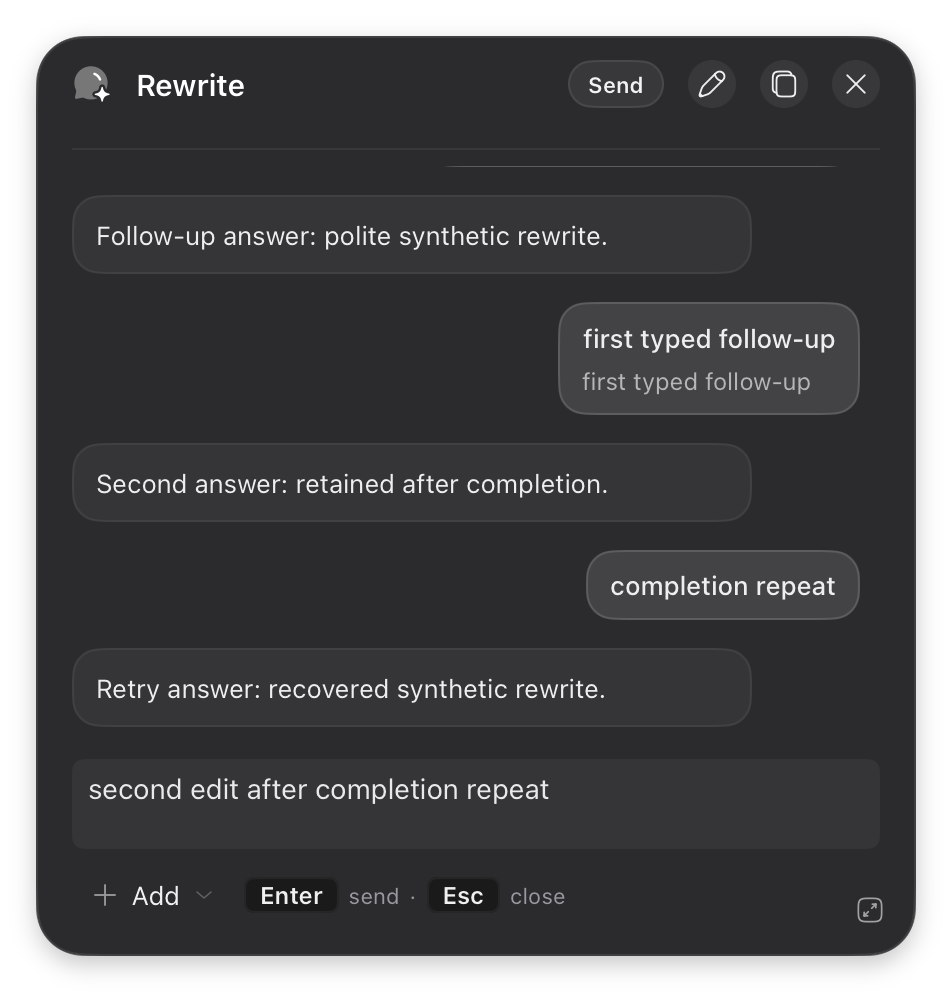 Rewrite
Send
Follow-up answer: polite synthetic rewrite.
first typed follow-up
first typed follow-up
Second answer: retained after completion.
completion repeat
Retry answer: recovered synthetic rewrite.
second edit after completion repeat
Add Enter send · Esc close